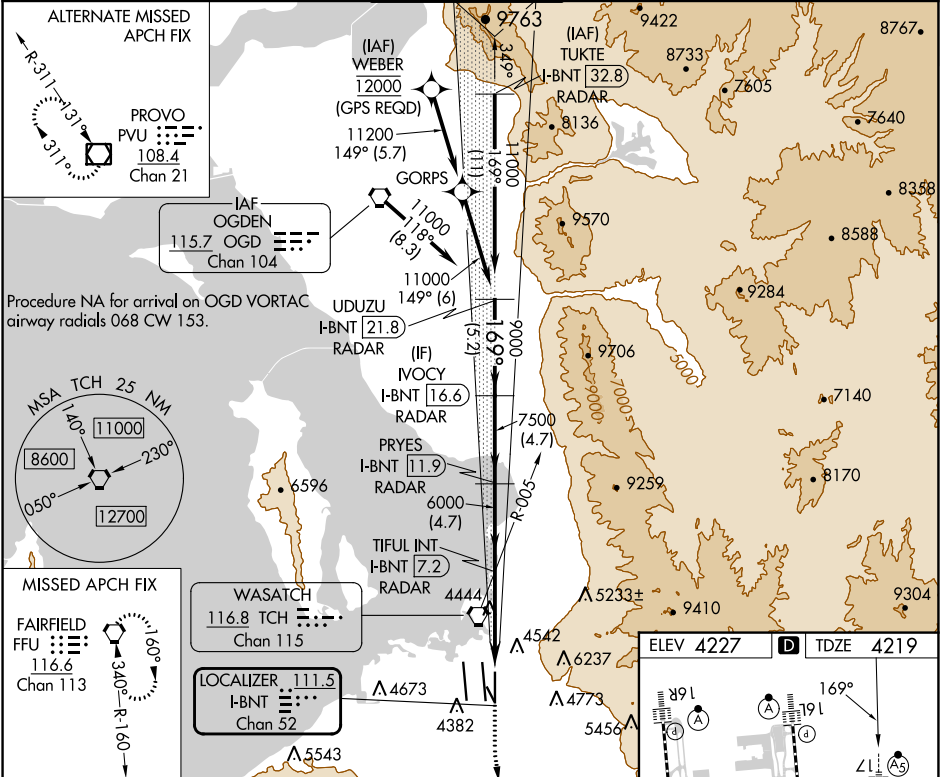 ALTERNATE MISSED
APCH FIX
R-311
131°
311°
PROVO
PVU
108.4
Chan 21
(IAF)
WEBER
12000
(GPS REQD)
11200
149° (5.7)
GORPS
9763
349°
(IAF)
TUKTE
I-BNT 32.8
RADAR
9422
8733
8767
7605
7640
8136
11000
169°
(11)
8358
9570
8588
9284
IAF
OGDEN
115.7 OGD
Chan 104
11000
118°
(8.3)
11000
149° (6)
Procedure NA for arrival on OGD VORTAC
airway radials 068 CW 153.
UDUZU
I-BNT 21.8
RADAR
9000
169°
(5.2)
9706
9000
7000
5000
(IF)
IVOCY
I-BNT 16.6
RADAR
7140
7500
(4.7)
MSA TCH 25 NM
140°
11000
8600
230°
050°
12700
PRYES
I-BNT 11.9
RADAR
R-005
8170
9259
6596
6000
(4.7)
TIFUL INT
I-BNT 7.2
RADAR
4444
5233±
9410
9304
MISSED APCH FIX
FAIRFIELD
FFU
116.6
Chan 113
160°
340°
R-160
WASATCH
116.8 TCH
Chan 115
4542
6237
LOCALIZER 111.5
I-BNT
Chan 52
4673
4382
4773
5456
5543
ELEV 4227 D TDZE 4219
169°
16R
A
P
A
16L
P
17
A5